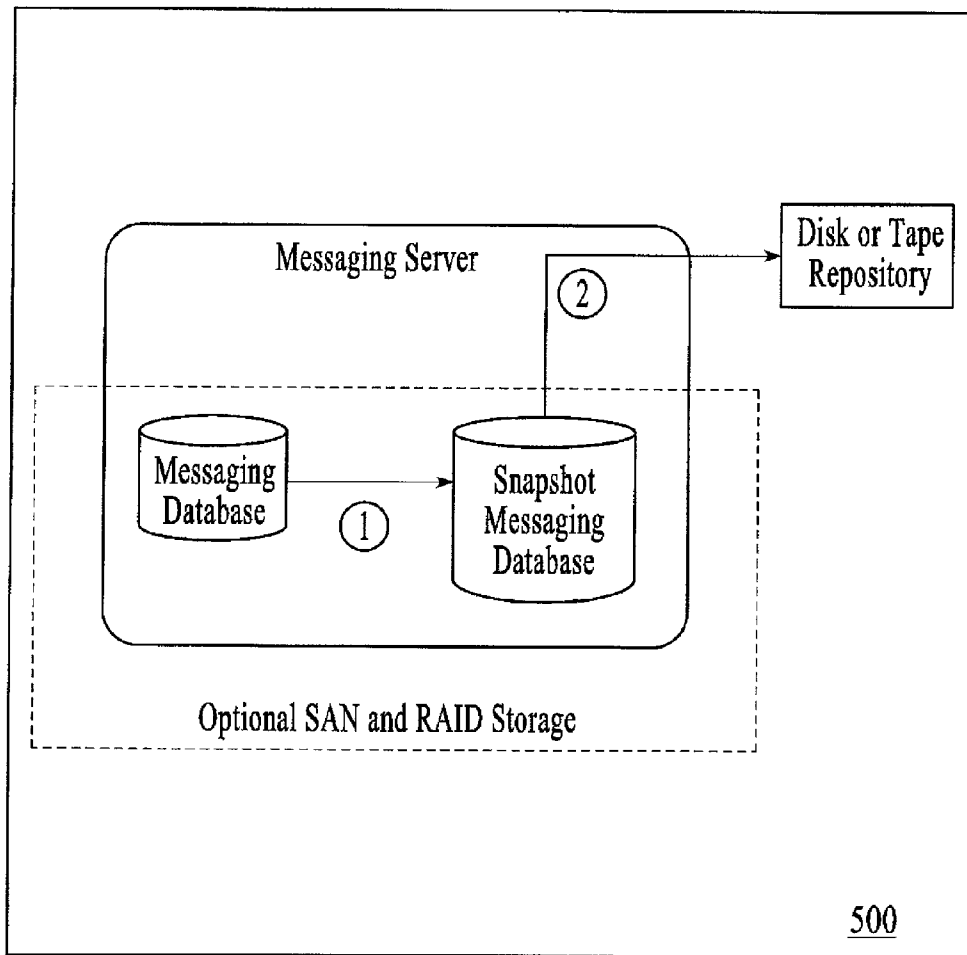 Messaging Server
Disk or Tape
Repository
2
Messaging
Database
1
Snapshot
Messaging
Database
Optional SAN and RAID Storage
500